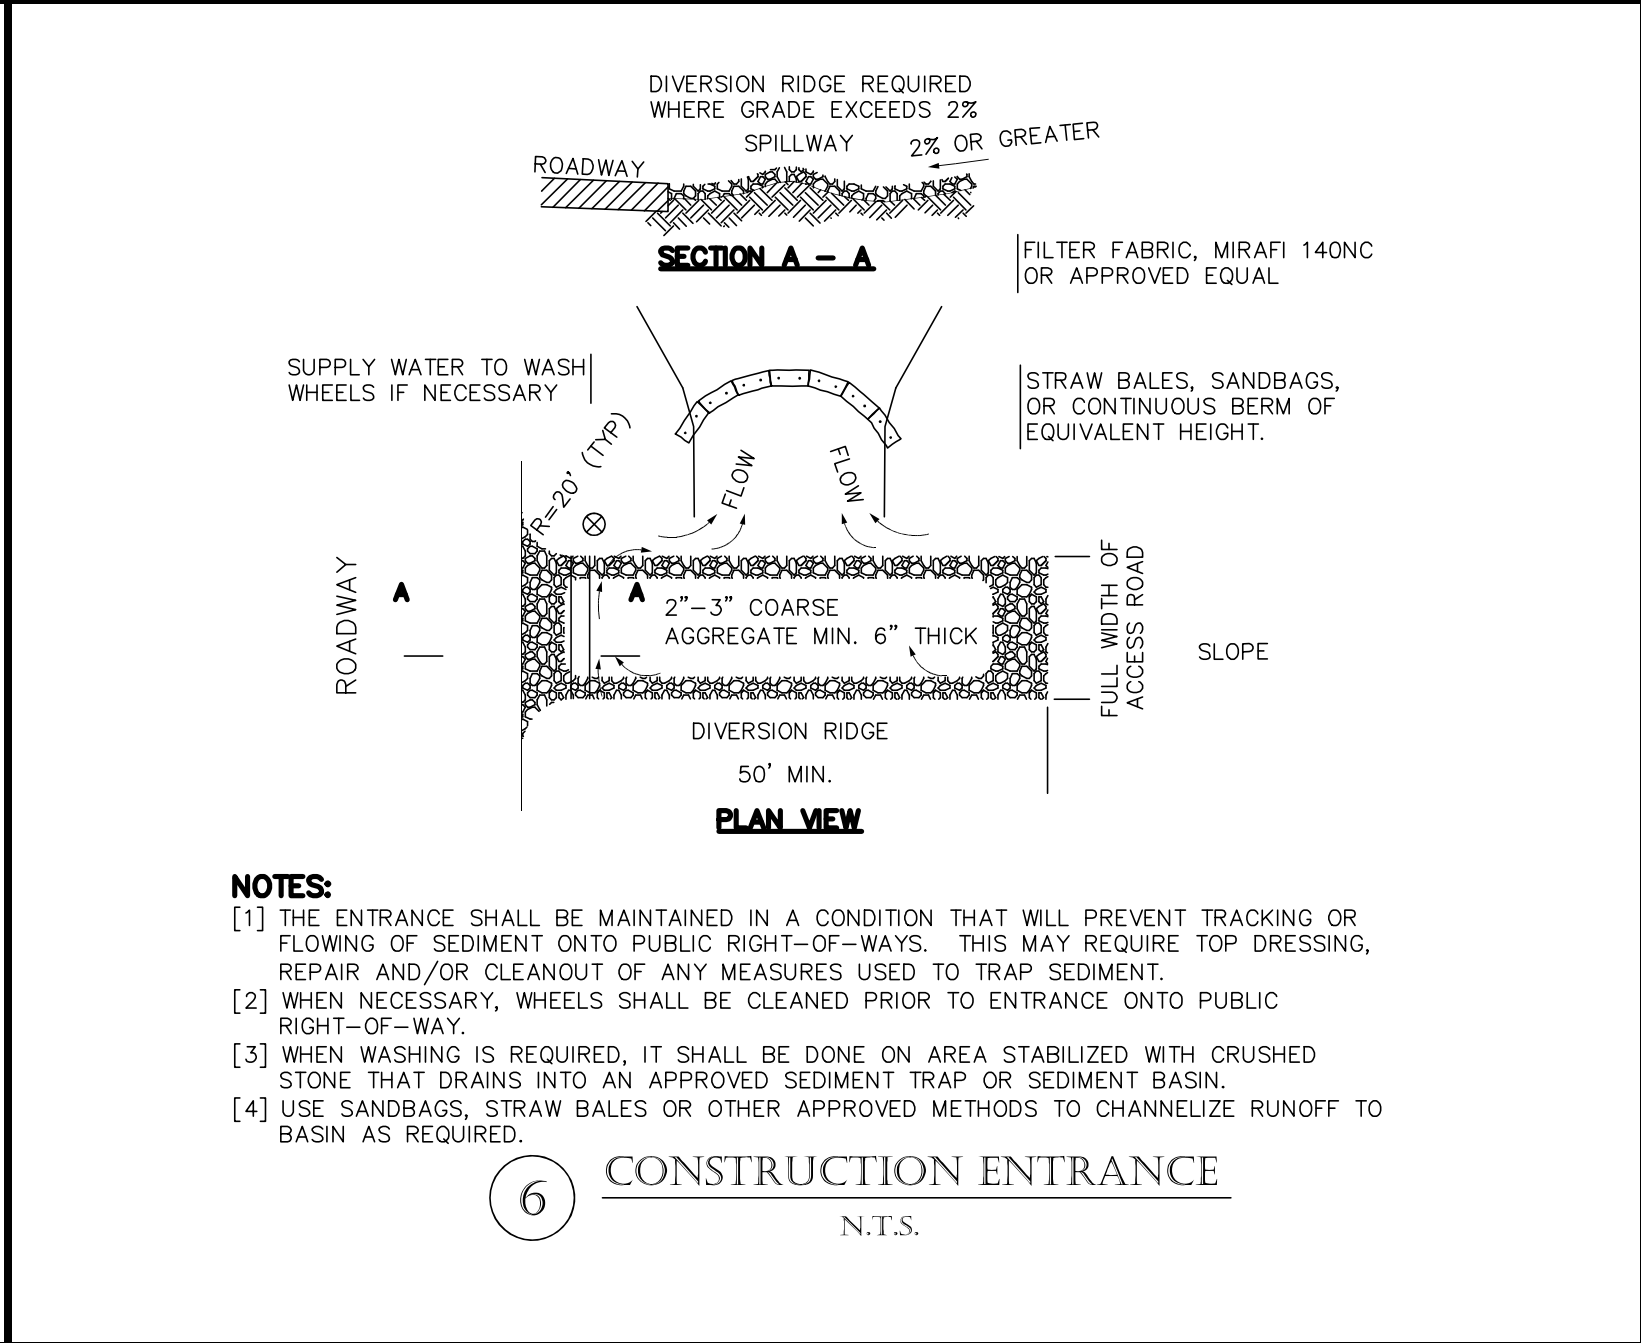 DIVERSION RIDGE REQUIRED
WHERE GRADE EXCEEDS 2%
SPILLWAY
2% OR GREATER
ROADWAY
SECTION A – A
FILTER FABRIC, MIRAFI 140NC
OR APPROVED EQUAL
SUPPLY WATER TO WASH
WHEELS IF NECESSARY
STRAW BALES, SANDBAGS,
OR CONTINUOUS BERM OF
EQUIVALENT HEIGHT.
R=20' (TYP)
FLOW
FLOW
ROADWAY
A
A
2"–3" COARSE
AGGREGATE MIN. 6" THICK
FULL WIDTH OF
ACCESS ROAD
SLOPE
DIVERSION RIDGE
50' MIN.
PLAN VIEW
NOTES:
[1] THE ENTRANCE SHALL BE MAINTAINED IN A CONDITION THAT WILL PREVENT TRACKING OR
FLOWING OF SEDIMENT ONTO PUBLIC RIGHT–OF–WAYS. THIS MAY REQUIRE TOP DRESSING,
REPAIR AND/OR CLEANOUT OF ANY MEASURES USED TO TRAP SEDIMENT.
[2] WHEN NECESSARY, WHEELS SHALL BE CLEANED PRIOR TO ENTRANCE ONTO PUBLIC
RIGHT–OF–WAY.
[3] WHEN WASHING IS REQUIRED, IT SHALL BE DONE ON AREA STABILIZED WITH CRUSHED
STONE THAT DRAINS INTO AN APPROVED SEDIMENT TRAP OR SEDIMENT BASIN.
[4] USE SANDBAGS, STRAW BALES OR OTHER APPROVED METHODS TO CHANNELIZE RUNOFF TO
BASIN AS REQUIRED.
6
CONSTRUCTION ENTRANCE
N.T.S.